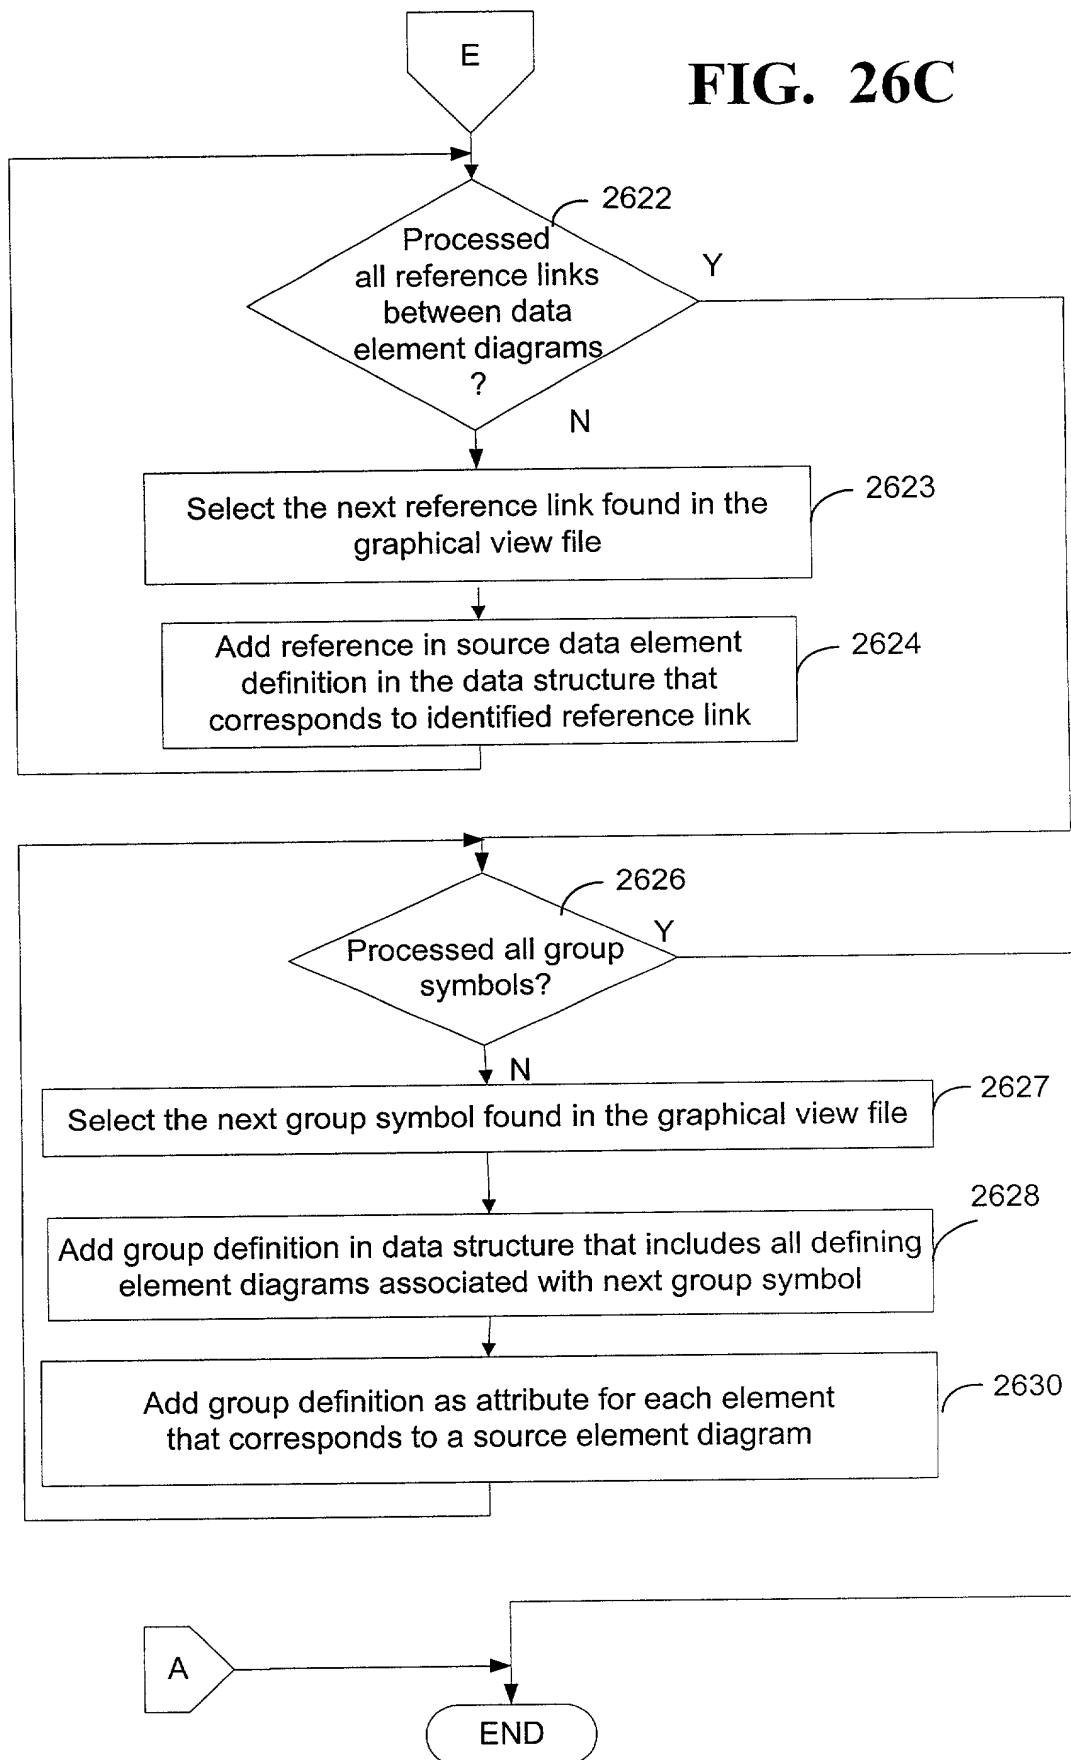 E
FIG. 26C
2622
Processed
all reference links
between data
element diagrams
?
Y
N
2623
Select the next reference link found in the
graphical view file
2624
Add reference in source data element
definition in the data structure that
corresponds to identified reference link
2626
Y
Processed all group
symbols?
N
2627
Select the next group symbol found in the graphical view file
2628
Add group definition in data structure that includes all defining
element diagrams associated with next group symbol
2630
Add group definition as attribute for each element
that corresponds to a source element diagram
A
END